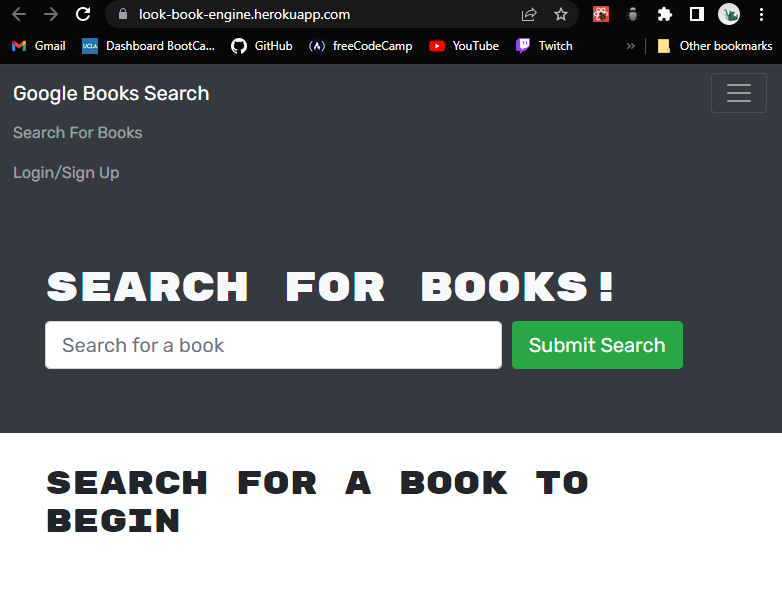 look-book-engine.herokuapp.com
Gmail UCLA Dashboard BootCa... GitHub freeCodeCamp YouTube Twitch » Other bookmarks
Google Books Search
Search For Books
Login/Sign Up
SEARCH FOR BOOKS!
Search for a book Submit Search
SEARCH FOR A BOOK TO
BEGIN